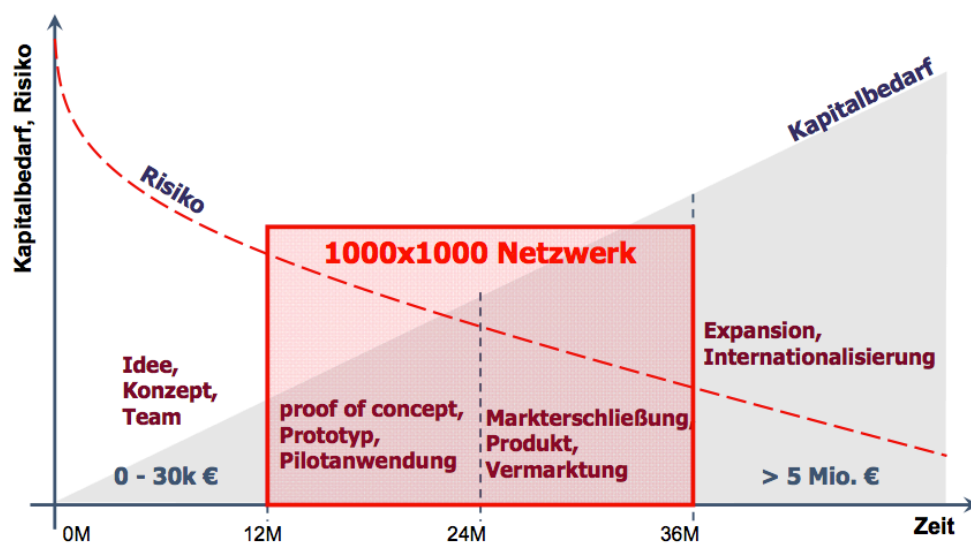 Kapitalbedarf, Risiko
Risiko
Kapitalbedarf
1000x1000 Netzwerk
Idee,
Konzept,
Team
proof of concept,
Prototyp,
Pilotanwendung
Markterschließung,
Produkt,
Vermarktung
Expansion,
Internationalisierung
0 - 30k €
> 5 Mio. €
0M
12M
24M
36M
Zeit